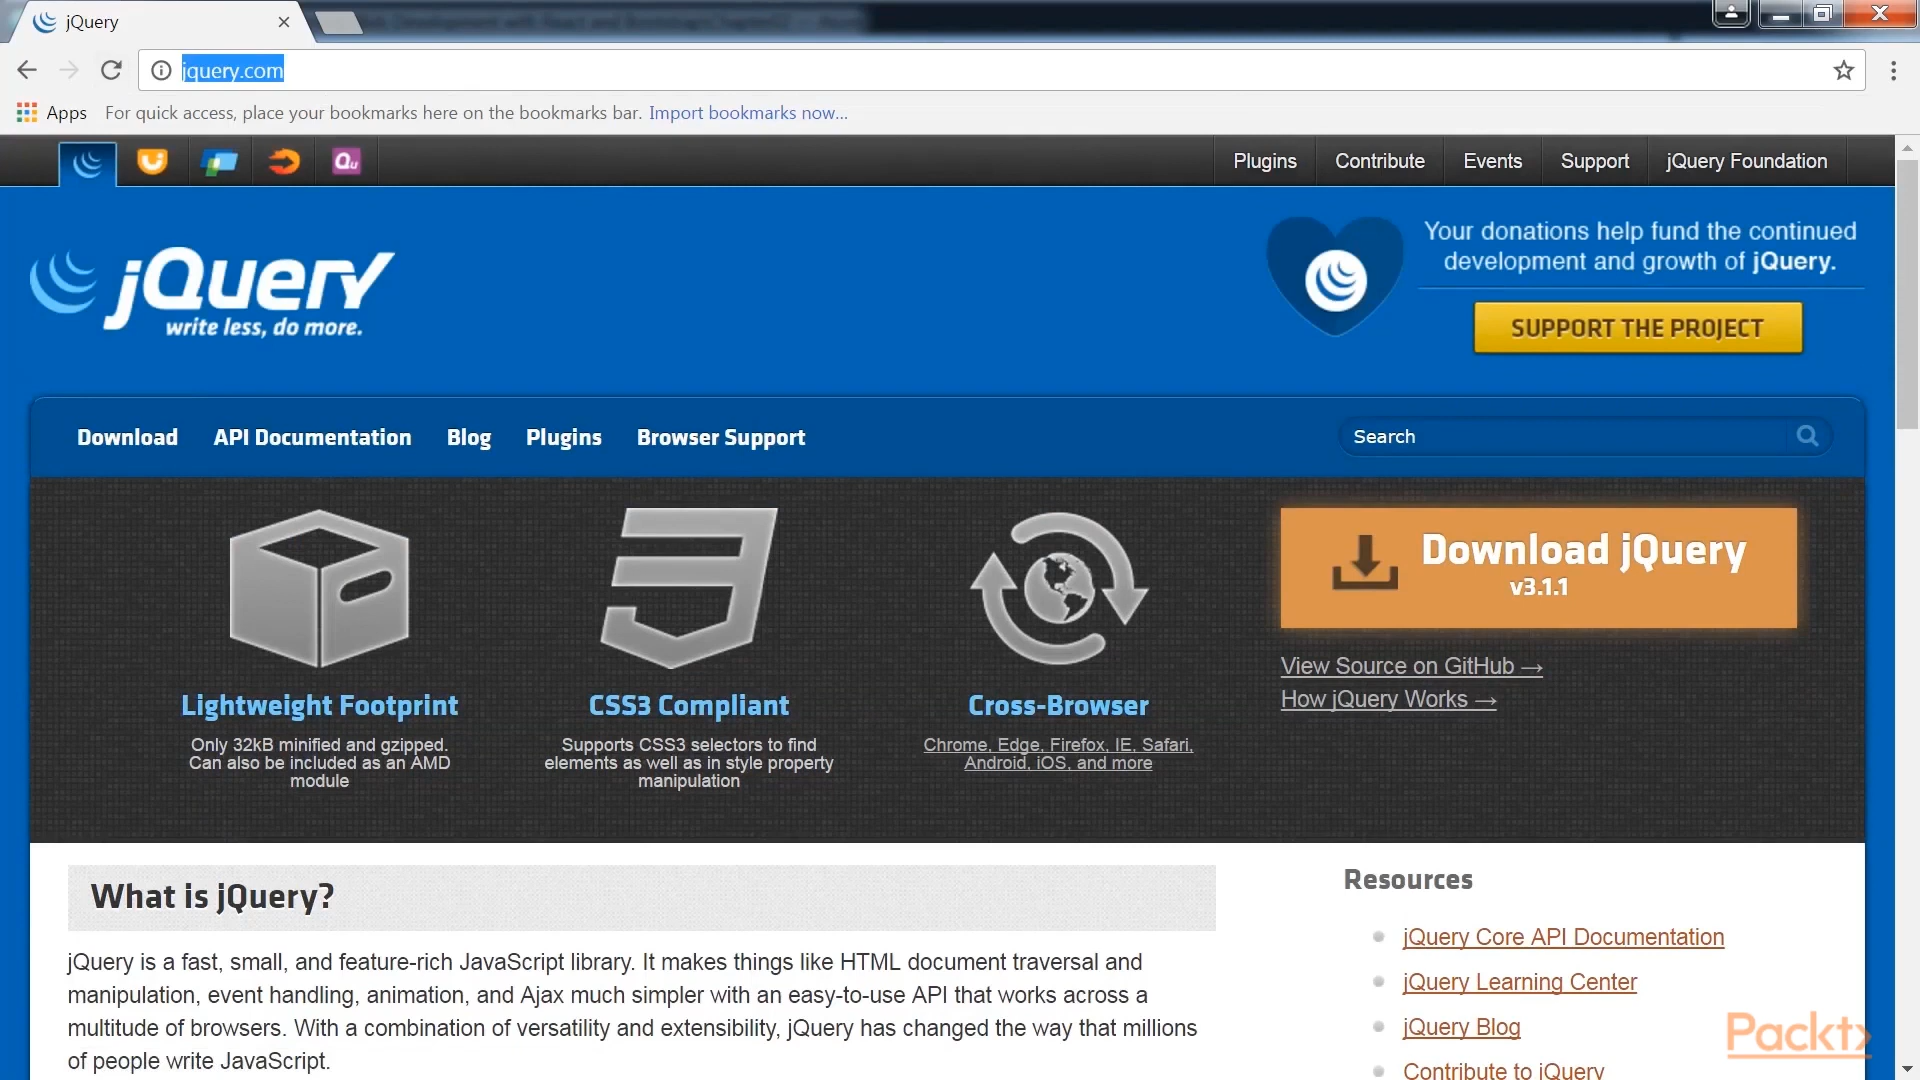 jQuery
jquery.com
Apps
For quick access, place your bookmarks here on the bookmarks bar. Import bookmarks now...
Qu
Plugins
Contribute
Events
Support
jQuery Foundation
jQuery
write less, do more.
Your donations help fund the continued
development and growth of jQuery.
SUPPORT THE PROJECT
Download
API Documentation
Blog
Plugins
Browser Support
Search
Lightweight Footprint
Only 32kB minified and gzipped.
Can also be included as an AMD
module
CSS3 Compliant
Supports CSS3 selectors to find
elements as well as in style property
manipulation
Cross-Browser
Chrome, Edge, Firefox, IE, Safari,
Android, iOS, and more
Download jQuery
v3.1.1
View Source on GitHub →
How jQuery Works →
What is jQuery?
jQuery is a fast, small, and feature-rich JavaScript library. It makes things like HTML document traversal and
manipulation, event handling, animation, and Ajax much simpler with an easy-to-use API that works across a
multitude of browsers. With a combination of versatility and extensibility, jQuery has changed the way that millions
of people write JavaScript.
Resources
jQuery Core API Documentation
jQuery Learning Center
jQuery Blog
Contribute to jQuery
Packt